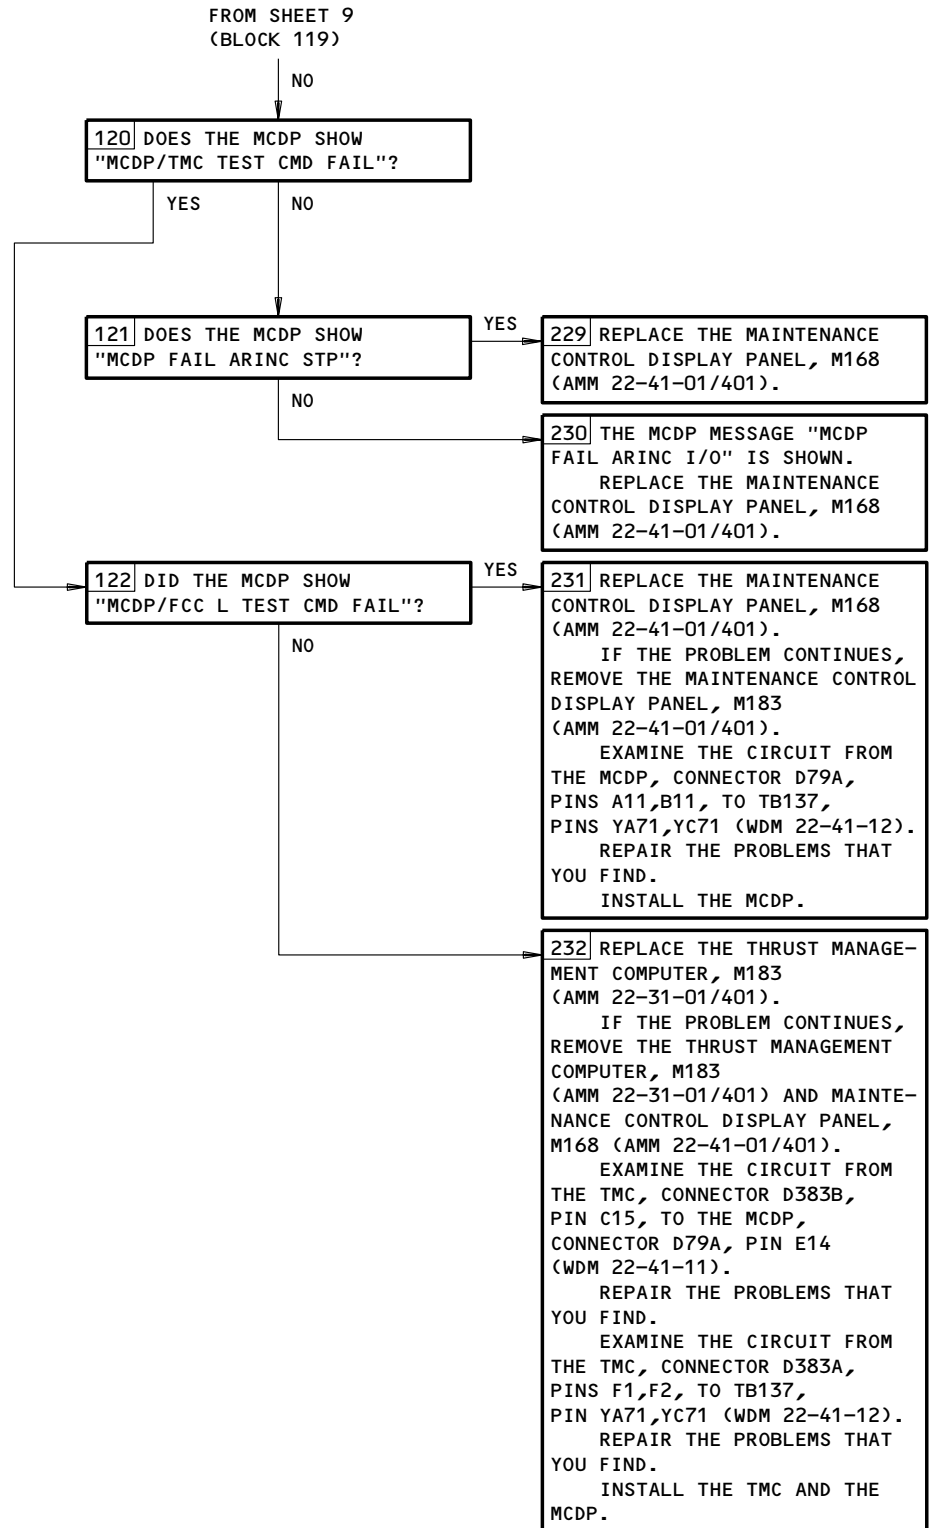 FROM SHEET 9
(BLOCK 119)
NO
120 DOES THE MCDP SHOW
"MCDP/TMC TEST CMD FAIL"?
YES
NO
121 DOES THE MCDP SHOW
"MCDP FAIL ARINC STP"?
YES
NO
229 REPLACE THE MAINTENANCE
CONTROL DISPLAY PANEL, M168
(AMM 22-41-01/401).
230 THE MCDP MESSAGE "MCDP
FAIL ARINC I/O" IS SHOWN.
REPLACE THE MAINTENANCE
CONTROL DISPLAY PANEL, M168
(AMM 22-41-01/401).
122 DID THE MCDP SHOW
"MCDP/FCC L TEST CMD FAIL"?
YES
NO
231 REPLACE THE MAINTENANCE
CONTROL DISPLAY PANEL, M168
(AMM 22-41-01/401).
IF THE PROBLEM CONTINUES,
REMOVE THE MAINTENANCE CONTROL
DISPLAY PANEL, M183
(AMM 22-41-01/401).
EXAMINE THE CIRCUIT FROM
THE MCDP, CONNECTOR D79A,
PINS A11,B11, TO TB137,
PINS YA71,YC71 (WDM 22-41-12).
REPAIR THE PROBLEMS THAT
YOU FIND.
INSTALL THE MCDP.
232 REPLACE THE THRUST MANAGE-
MENT COMPUTER, M183
(AMM 22-31-01/401).
IF THE PROBLEM CONTINUES,
REMOVE THE THRUST MANAGEMENT
COMPUTER, M183
(AMM 22-31-01/401) AND MAINTE-
NANCE CONTROL DISPLAY PANEL,
M168 (AMM 22-41-01/401).
EXAMINE THE CIRCUIT FROM
THE TMC, CONNECTOR D383B,
PIN C15, TO THE MCDP,
CONNECTOR D79A, PIN E14
(WDM 22-41-11).
REPAIR THE PROBLEMS THAT
YOU FIND.
EXAMINE THE CIRCUIT FROM
THE TMC, CONNECTOR D383A,
PINS F1,F2, TO TB137,
PIN YA71,YC71 (WDM 22-41-12).
REPAIR THE PROBLEMS THAT
YOU FIND.
INSTALL THE TMC AND THE
MCDP.